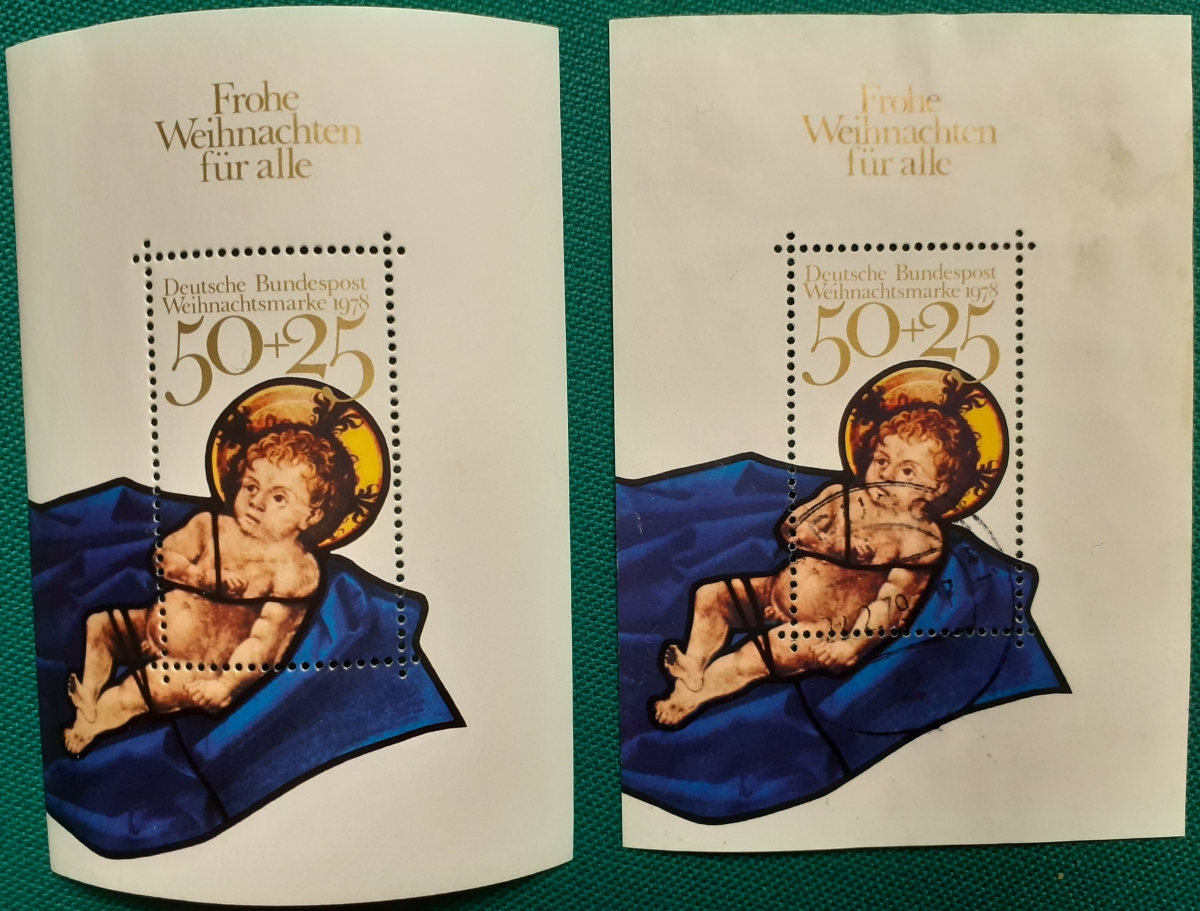 Frohe
Weihnachten
für alle
Deutsche Bundespost
Weihnachtsmarke 1978
50+25
Frohe
Weihnachten
für alle
Deutsche Bundespost
Weihnachtsmarke 1978
50+25